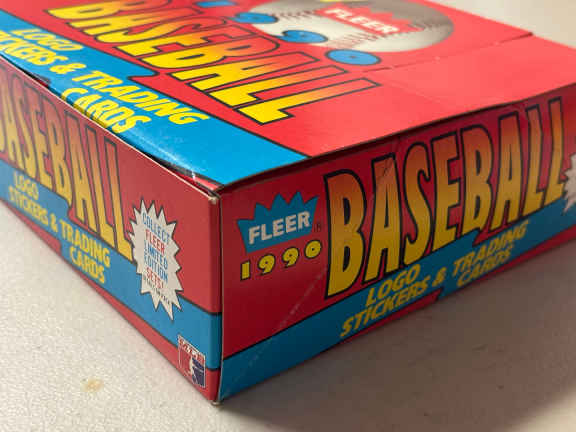 1990
FLEER
BASEBALL
LOGO
STICKERS & TRADING
CARDS
BASEBALL
LOGO
STICKERS & TRADING
CARDS
COLLECT
FLEER
LIMITED
EDITION
SETS!
FLEER
1990
BASEBALL
LOGO
STICKERS & TRADING
CARDS